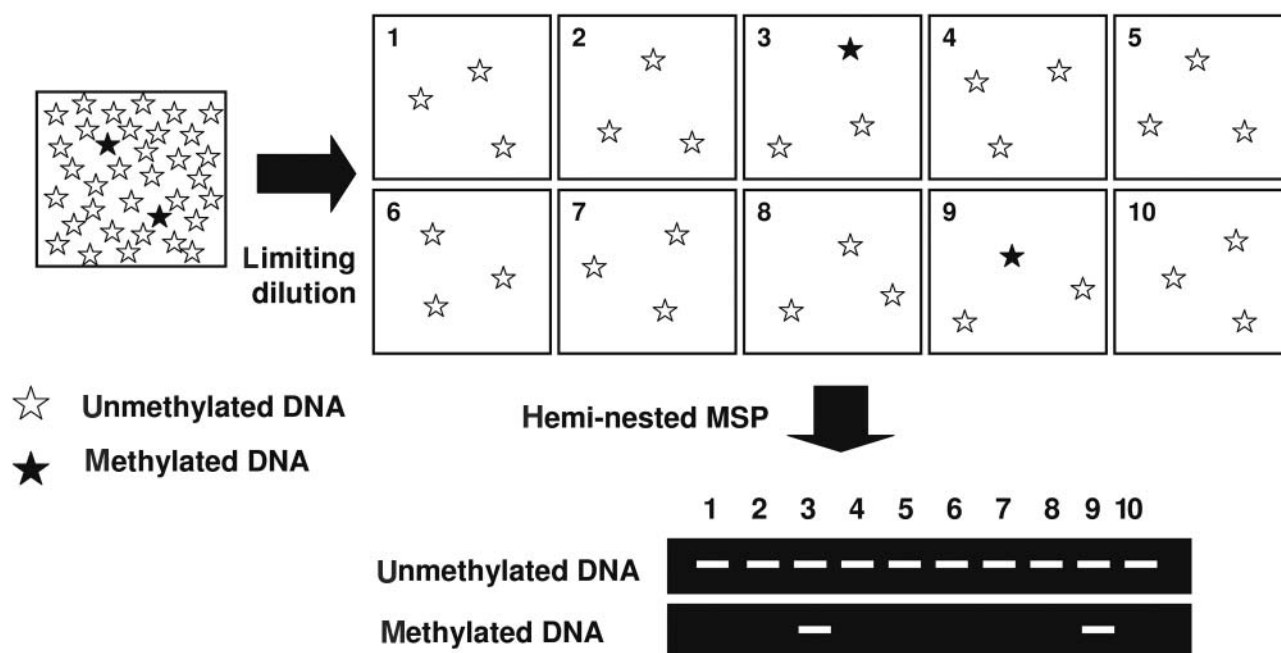 1 2 3 4 5
6 7 8 9 10
Limiting
dilution
Unmethylated DNA
Methylated DNA
Hemi-nested MSP
1 2 3 4 5 6 7 8 9 10
Unmethylated DNA
Methylated DNA